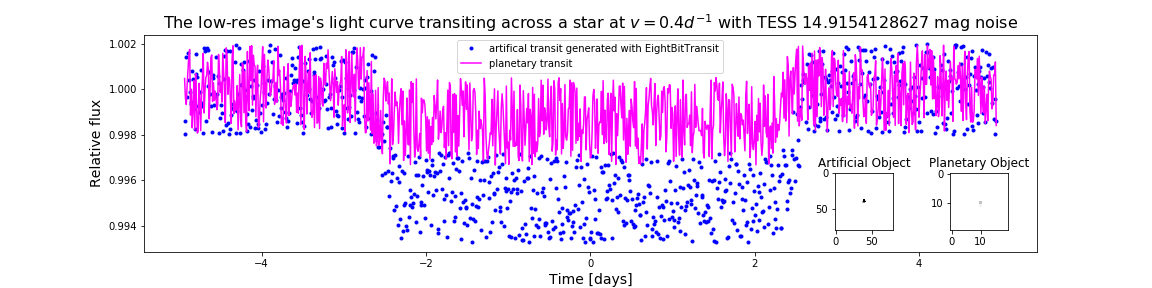 The low-res image's light curve transiting across a star at v = 0.4d⁻¹ with TESS 14.9154128627 mag noise
artifical transit generated with EightBitTransit
planetary transit
Relative flux
1.002
1.000
0.998
0.996
0.994
Artificial Object
Planetary Object
0
50
0
50
0
10
0
10
−4
−2
0
2
4
Time [days]